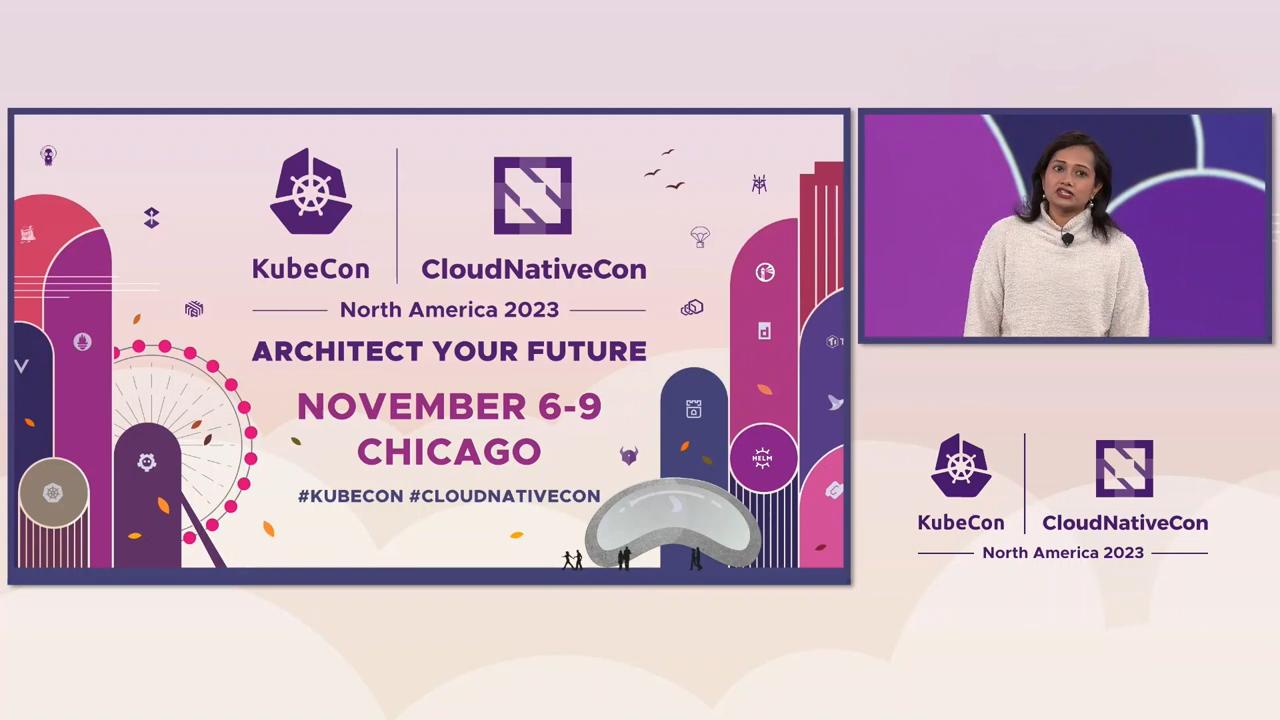 KubeCon
CloudNativeCon
North America 2023
ARCHITECT YOUR FUTURE
NOVEMBER 6-9
CHICAGO
#KUBECON #CLOUDNATIVECON
HELM
KubeCon
CloudNativeCon
North America 2023